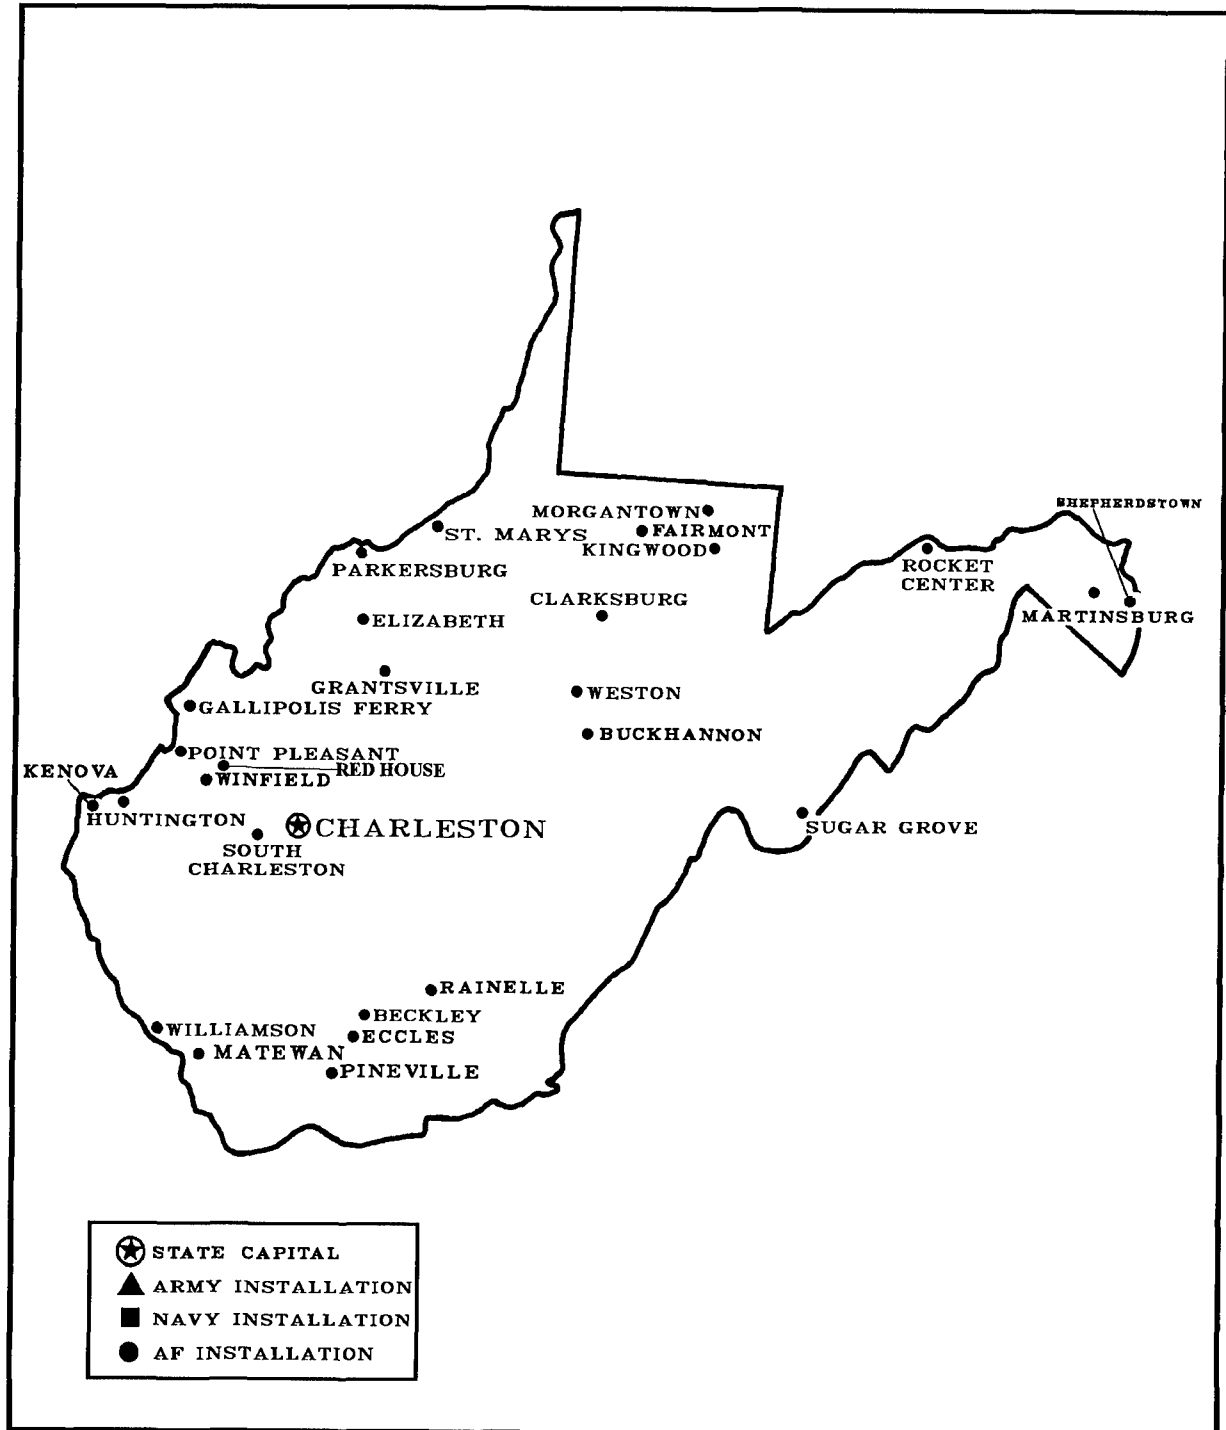 SHEPHERDSTOWN
MORGANTOWN
ST. MARYS
FAIRMONT
KINGWOOD
PARKERSBURG
ROCKET
CENTER
CLARKSBURG
ELIZABETH
MARTINSBURG
GRANTSVILLE
WESTON
GALLIPOLIS FERRY
BUCKHANNON
POINT PLEASANT
KENOVA
RED HOUSE
WINFIELD
HUNTINGTON
CHARLESTON
SUGAR GROVE
SOUTH
CHARLESTON
RAINELLE
BECKLEY
WILLIAMSON
ECCLES
MATEWAN
PINEVILLE
STATE CAPITAL
ARMY INSTALLATION
NAVY INSTALLATION
AF INSTALLATION